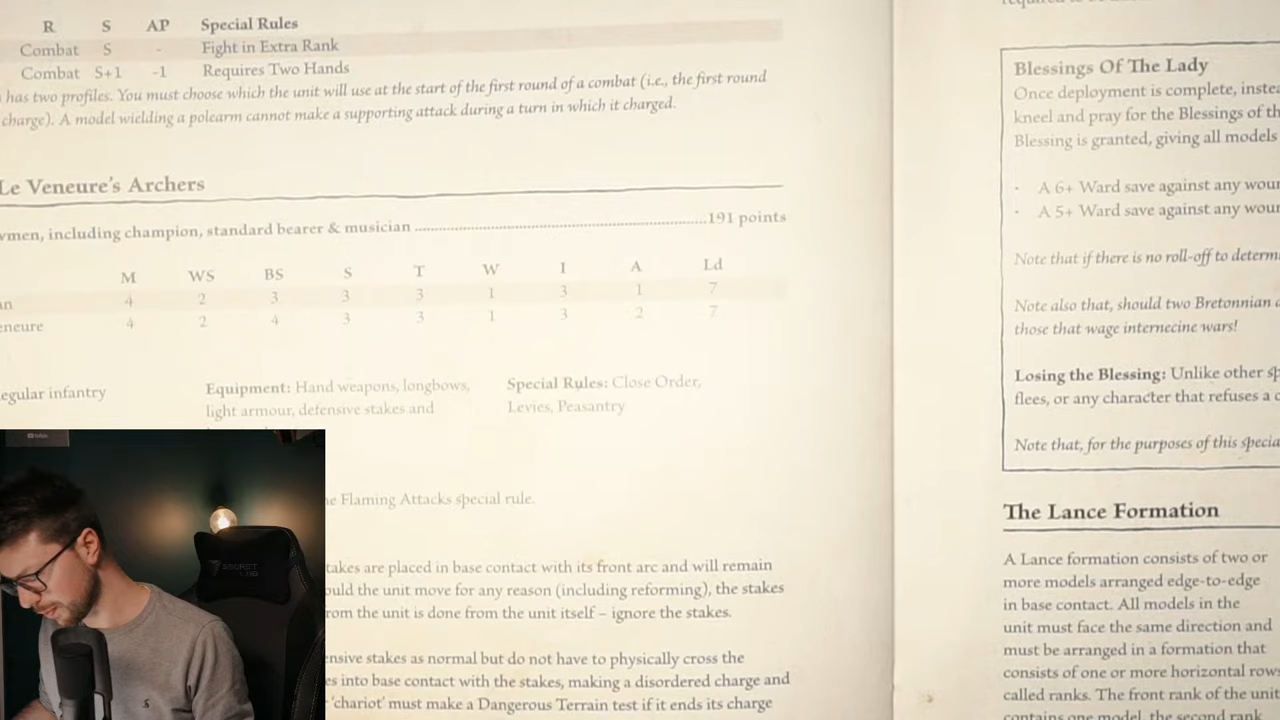 R S AP Special Rules
Combat S - Fight in Extra Rank
Combat S+1 -1 Requires Two Hands
has two profiles. You must choose which the unit will use at the start of the first round of a combat (i.e., the first round
charge). A model wielding a polearm cannot make a supporting attack during a turn in which it charged.
Le Veneure's Archers
including champion, standard bearer & musician ...191 points
M WS BS S T W I A Ld
4 2 3 3 3 1 3 1 7
4 2 4 3 3 1 3 2 7
egular infantry
Equipment: Hand weapons, longbows,
light armour, defensive stakes and
Special Rules: Close Order,
Levies, Peasantry
Flaming Attacks special rule.
takes are placed in base contact with its front arc and will remain
ould the unit move for any reason (including reforming), the stakes
rom the unit is done from the unit itself – ignore the stakes.
ensive stakes as normal but do not have to physically cross the
es into base contact with the stakes, making a disordered charge and
'chariot' must make a Dangerous Terrain test if it ends its charge
SECRET
LAB
Blessings Of The Lady
Once deployment is complete, inste
kneel and pray for the Blessings of th
Blessing is granted, giving all models
· A 6+ Ward save against any wou
· A 5+ Ward save against any wou
Note that if there is no roll-off to determ
Note also that, should two Bretonnian
those that wage internecine wars!
Losing the Blessing: Unlike other sp
flees, or any character that refuses a c
Note that, for the purposes of this specia
The Lance Formation
A Lance formation consists of two or
more models arranged edge-to-edge
in base contact. All models in the
unit must face the same direction and
must be arranged in a formation that
consists of one or more horizontal rows
called ranks. The front rank of the unit
contains one model, the second rank